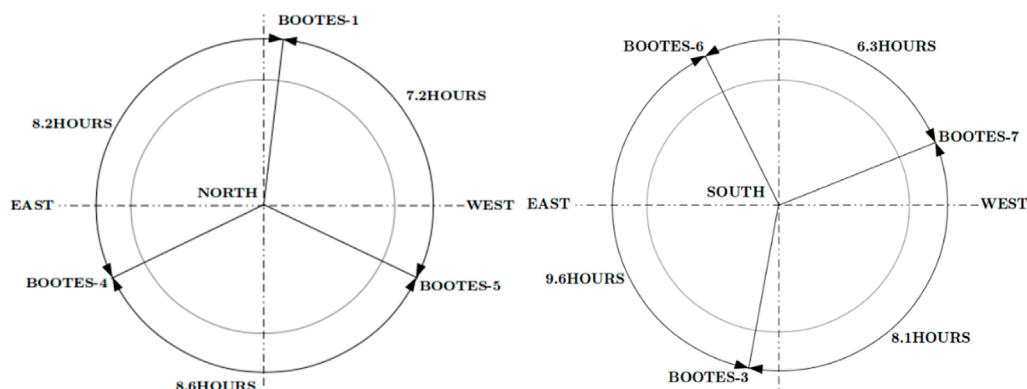 BOOTES-1
8.2HOURS
7.2HOURS
NORTH
EAST
WEST
BOOTES-4
BOOTES-5
8.6HOURS
BOOTES-6
6.3HOURS
BOOTES-7
SOUTH
EAST
WEST
9.6HOURS
8.1HOURS
BOOTES-3